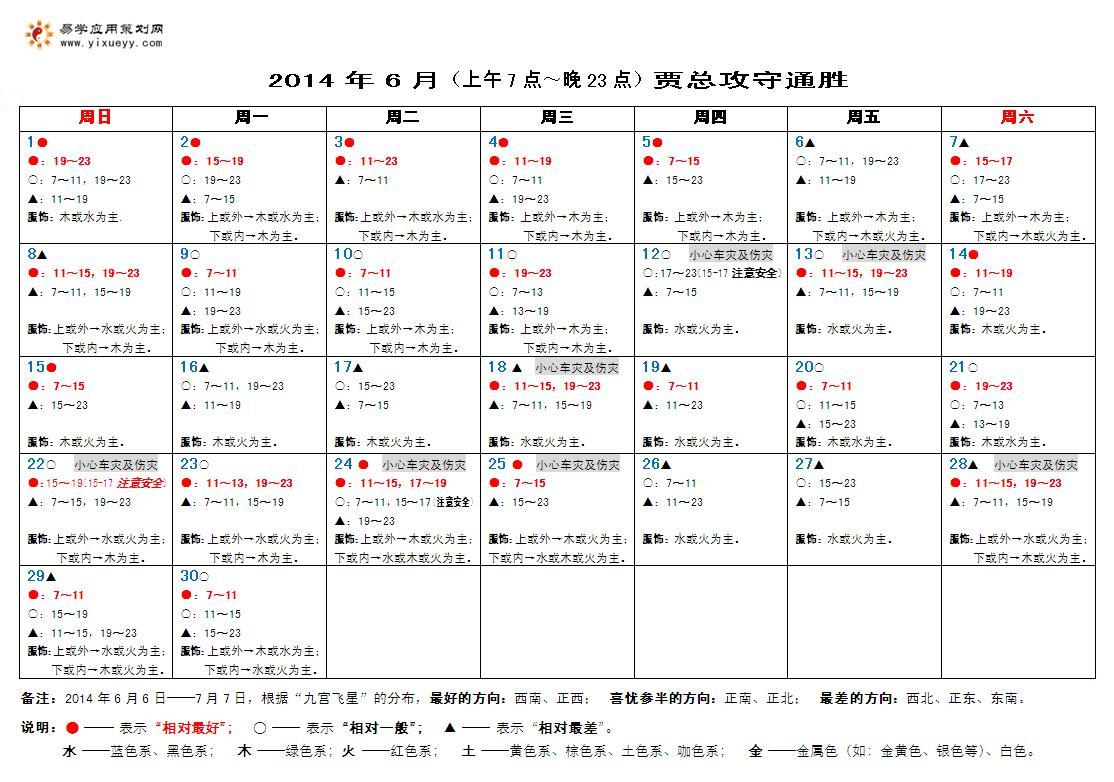 易学应用策划网
www.yixueyy.com
2014 年 6 月（上午 7 点～晚 23 点）贾总攻守通胜
周日 周一 周二 周三 周四 周五 周六
1●
●：19～23
○：7～11，19～23
▲：11～19
服饰：木或水为主.
2●
●：15～19
○：19～23
▲：7～15
服饰:上或外→木或水为主；
下或内→木为主.
3●
●：11～23
▲：7～11
服饰:上或外→木或水为主；
下或内→木为主.
4●
●：11～19
○：7～11
▲：19～23
服饰:上或外→木为主；
下或内→木为主.
5●
●：7～15
▲：15～23
服饰:上或外→木为主；
下或内→木为主.
6▲
○：7～11，19～23
▲：11～19
服饰:上或外→木为主；
下或内→木或火为主.
7▲
●：15～17
○：17～23
▲：7～15
服饰:上或外→木为主；
下或内→木或火为主.
8▲
●：11～15，19～23
▲：7～11，15～19
服饰:上或外→水或火为主；
下或内→木为主.
9○
●：7～11
○：11～19
▲：19～23
服饰:上或外→水或火为主；
下或内→木为主.
10○
●：7～11
○：11～15
▲：15～23
服饰:上或外→木为主；
下或内→木为主.
11○
●：19～23
○：7～13
▲：13～19
服饰:上或外→木为主；
下或内→木为主.
12○ 小心车灾及伤灾
○:17～23(15-17 注意安全)
▲：7～15
服饰：水或火为主.
13○ 小心车灾及伤灾
●：11～15，19～23
▲：7～11，15～19
服饰：水或火为主.
14●
●：11～19
○：7～11
▲：19～23
服饰：木或火为主.
15●
●：7～15
▲：15～23
服饰：木或火为主.
16▲
○：7～11，19～23
▲：11～19
服饰：木或火为主.
17▲
○：15～23
▲：7～15
服饰：木或火为主.
18 ▲ 小心车灾及伤灾
●：11～15，19～23
▲：7～11，15～19
服饰：水或火为主.
19▲
●：7～11
▲：11～23
服饰：水或火为主.
20○
●：7～11
○：11～15
▲：15～23
服饰：木或水为主.
21○
●：19～23
○：7～13
▲：13～19
服饰：木或水为主.
22○ 小心车灾及伤灾
●:15～19(15-17 注意安全)
▲：7～15，19～23
服饰:上或外→水或火为主；
下或内→木为主.
23○
●：11～13，19～23
▲：7～11，15～19
服饰:上或外→水或火为主；
下或内→木为主.
24 ● 小心车灾及伤灾
●：11～15，17～19
○：7～11，15～17(注意安全)
▲：19～23
服饰:上或外→木或火为主；
下或内→水或木或火为主.
25 ● 小心车灾及伤灾
●：7～15
▲：15～23
服饰:上或外→木或火为主；
下或内→水或木或火为主.
26▲
○：7～11
▲：11～23
服饰：水或火为主.
27▲
○：15～23
▲：7～15
服饰：水或火为主.
28▲ 小心车灾及伤灾
●：11～15，19～23
▲：7～11，15～19
服饰:上或外→水或火为主；
下或内→木或火为主.
29▲
●：7～11
○：15～19
▲：11～15，19～23
服饰:上或外→水或火为主；
下或内→木或火为主.
30○
●：7～11
○：11～15
▲：15～23
服饰:上或外→木或水为主；
下或内→水或火为主.
备注：2014 年 6 月 6 日——7 月 7 日，根据“九宫飞星”的分布，最好的方向：西南、正西； 喜忧参半的方向：正南、正北； 最差的方向：西北、正东、东南。
说明：● —— 表示“相对最好”； ○ —— 表示“相对一般”； ▲ —— 表示“相对最差”。
水 ——蓝色系、黑色系； 木 ——绿色系；火 ——红色系； 土 ——黄色系、棕色系、土色系、咖色系； 金 ——金属色（如：金黄色、银色等）、白色。